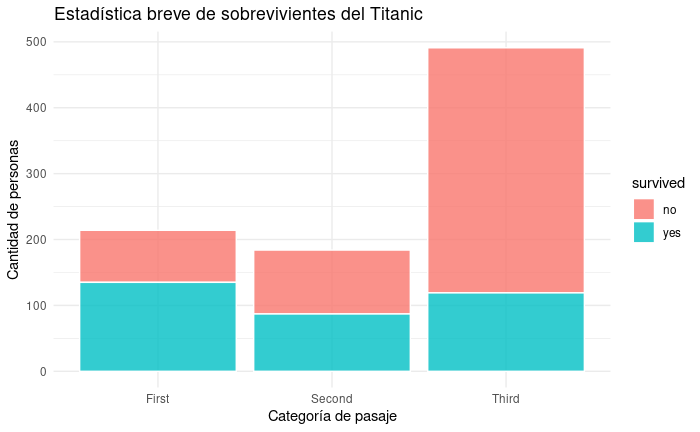 Estadística breve de sobrevivientes del Titanic
Cantidad de personas
500
400
300
200
100
0
First
Second
Third
Categoría de pasaje
survived
no
yes